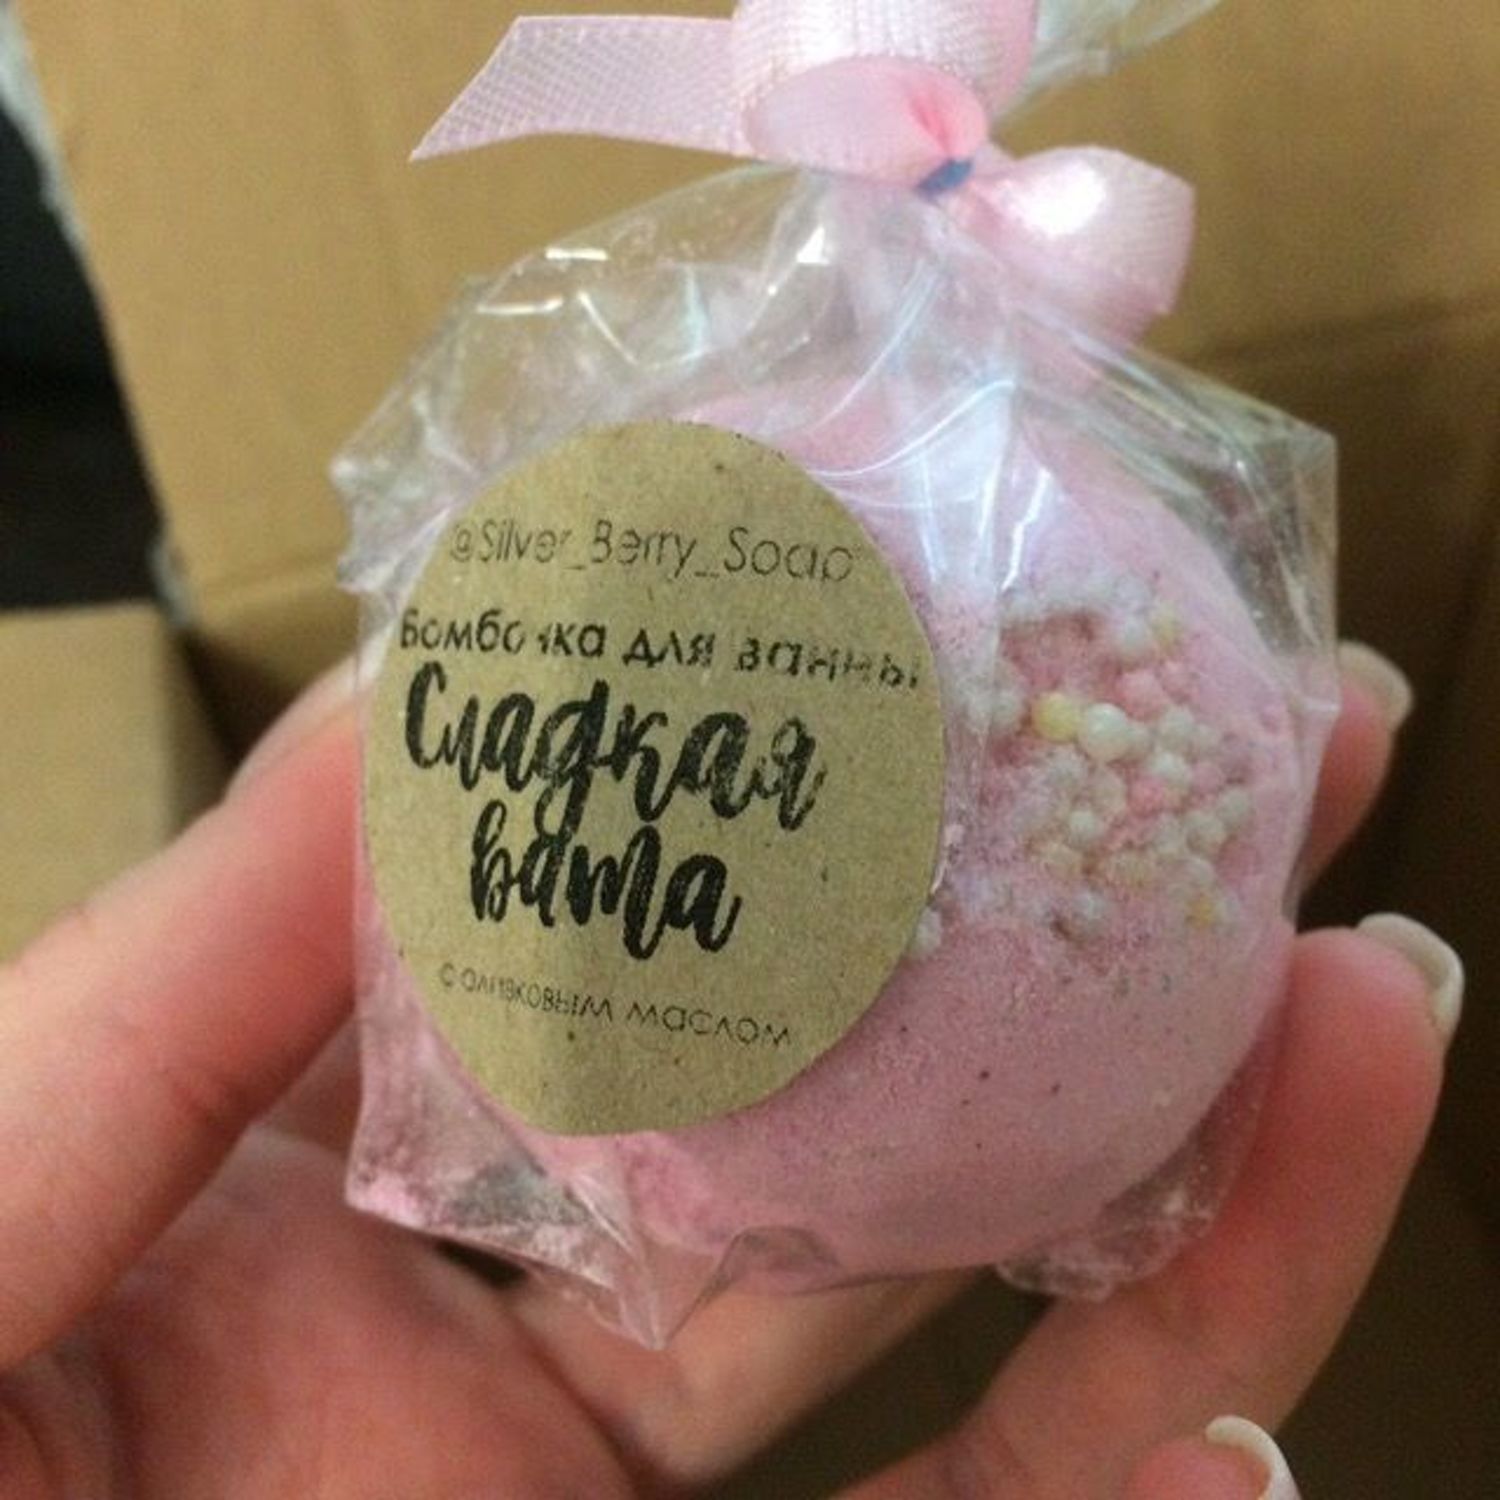 @Silver_Berry_Soap
Бомбочка для ванны
Сладкая
вата
с оливковым маслом